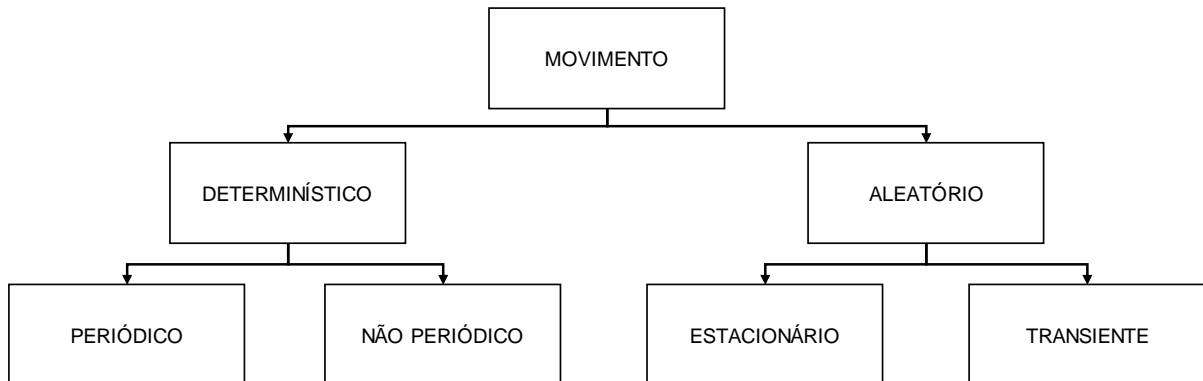 MOVIMENTO
DETERMINÍSTICO
ALEATÓRIO
PERIÓDICO
NÃO PERIÓDICO
ESTACIONÁRIO
TRANSIENTE